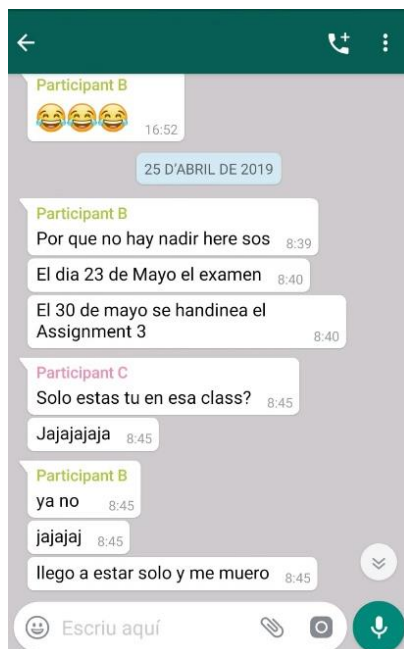 Participant B
😂😂😂
16:52
25 D'ABRIL DE 2019
Participant B
Por que no hay nadir here sos 8:39
El dia 23 de Mayo el examen 8:40
El 30 de mayo se handinea el
Assignment 3 8:40
Participant C
Solo estas tu en esa class? 8:45
Jajajajaja 8:45
Participant B
ya no 8:45
jajajaj 8:45
llego a estar solo y me muero 8:45
Escriu aquí